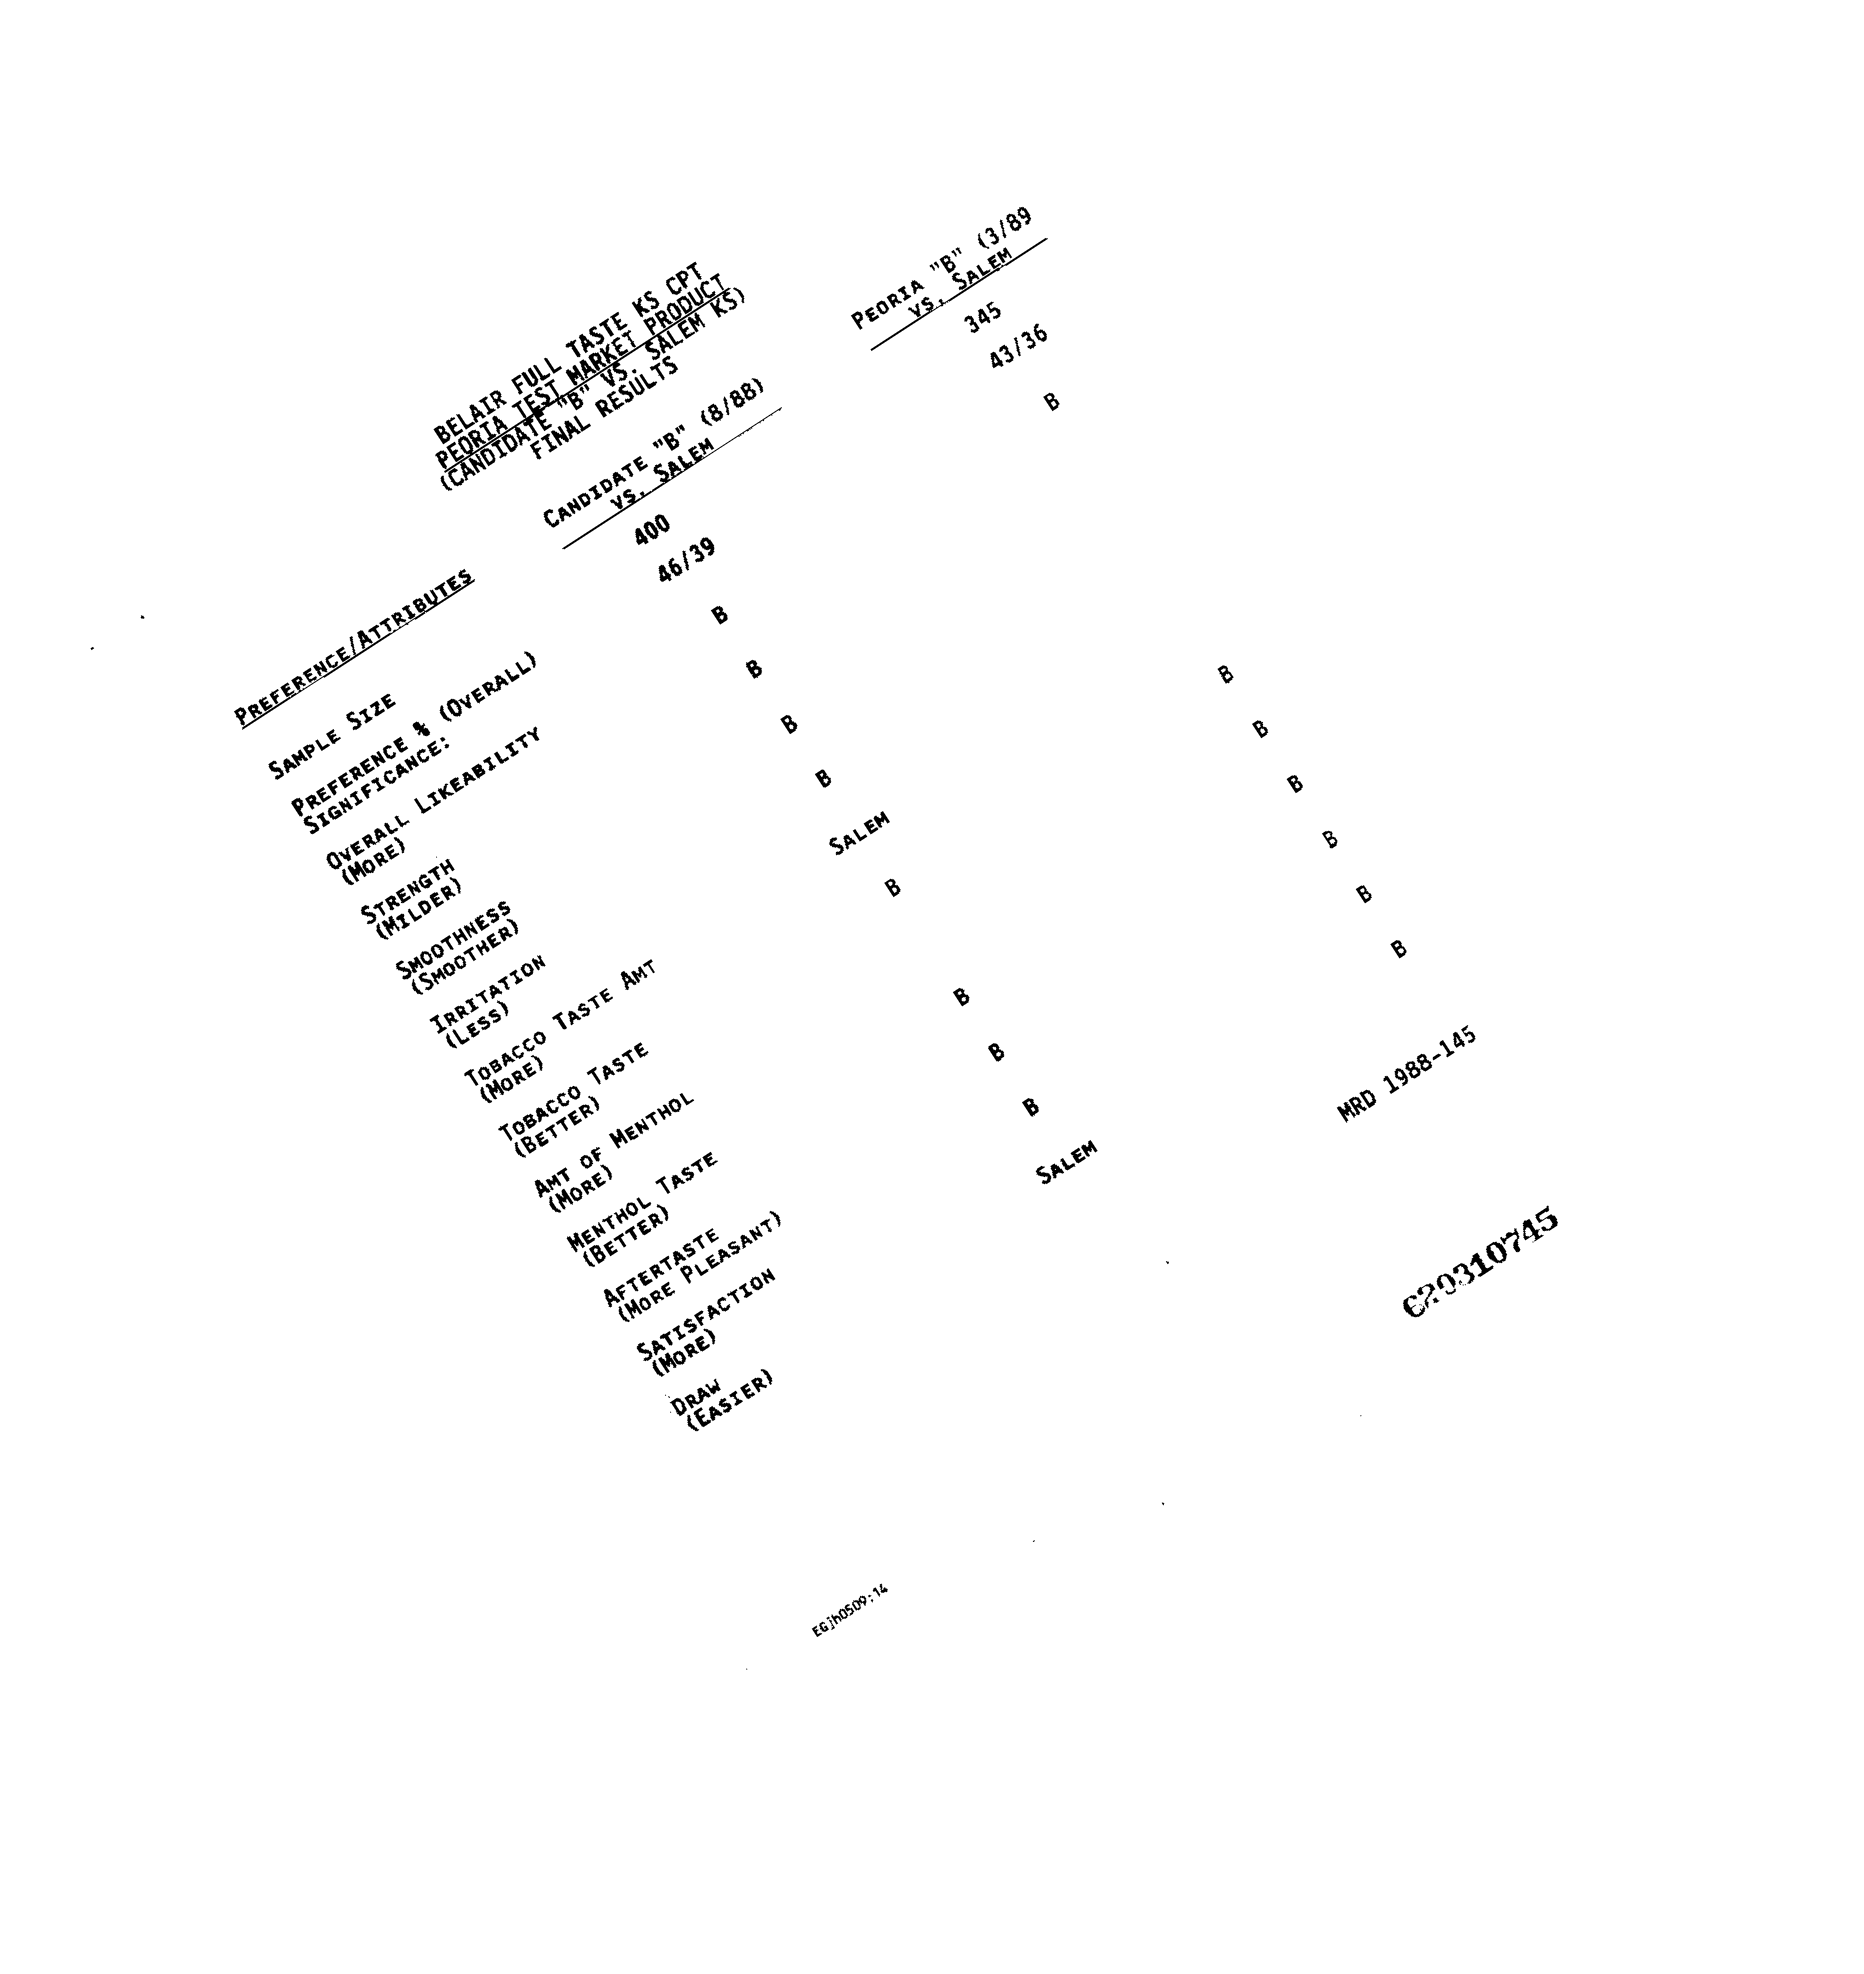 BELAIR FULL TASTE KS CPT
PEORIA TEST MARKET PRODUCT
(CANDIDATE "B" VS. SALEM KS)
FINAL RESULTS
PREFERENCE/ATTRIBUTES
CANDIDATE "B" (8/88)
VS. SALEM
PEORIA "B" (3/89
VS. SALEM
SAMPLE SIZE 400 345
PREFERENCE % (OVERALL) 46/39 43/36
SIGNIFICANCE:
OVERALL LIKEABILITY B B
(MORE)
STRENGTH B
(MILDER)
SMOOTHNESS B
(SMOOTHER)
IRRITATION B
(LESS)
TOBACCO TASTE AMT SALEM
(MORE)
TOBACCO TASTE B B
(BETTER)
AMT OF MENTHOL B
(MORE)
MENTHOL TASTE B B
(BETTER)
AFTERTASTE B B
(MORE PLEASANT)
SATISFACTION B B
(MORE)
DRAW SALEM B
(EASIER)
MRD 1988-145
620310745
EGjh0509;14